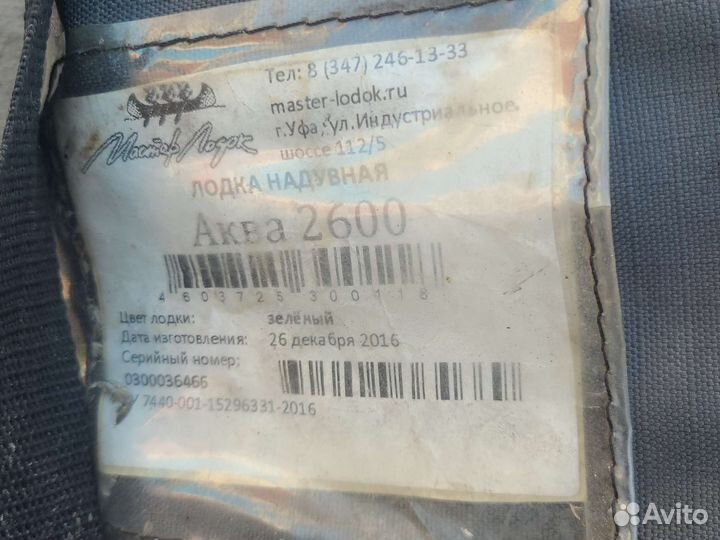 Тел: 8 (347) 246-13-33
master-lodok.ru
г.Уфа, ул.Индустриальное
шоссе 112/5
Мастер Лодок
ЛОДКА НАДУВНАЯ
Аква 2600
4 603725 300118
Цвет лодки: зелёный
Дата изготовления: 26 декабря 2016
Серийный номер:
0300036466
ТУ 7440-001-15296331-2016
Avito